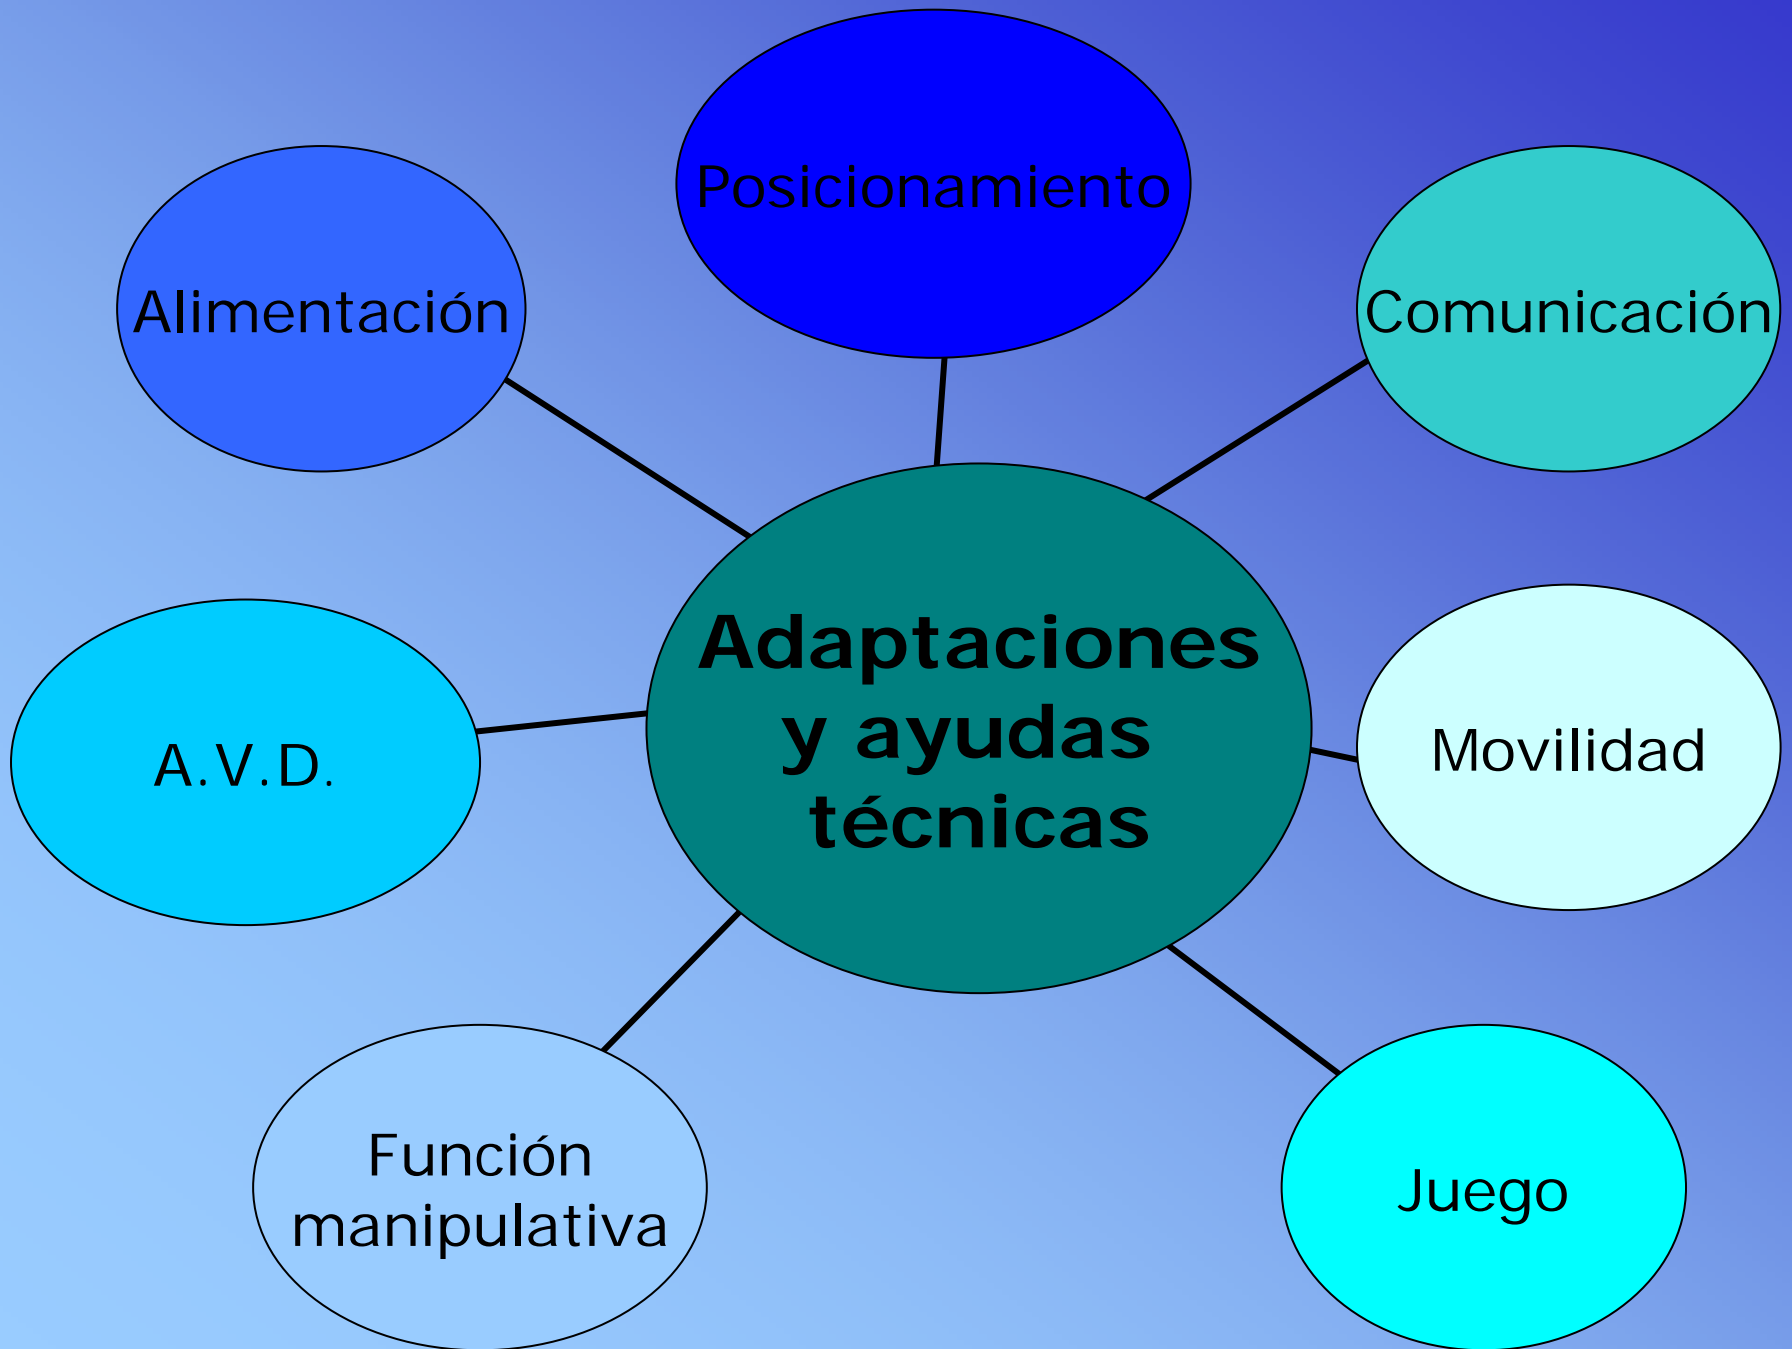 Posicionamiento
Alimentación
Comunicación
Adaptaciones
y ayudas
técnicas
A.V.D.
Movilidad
Función
manipulativa
Juego